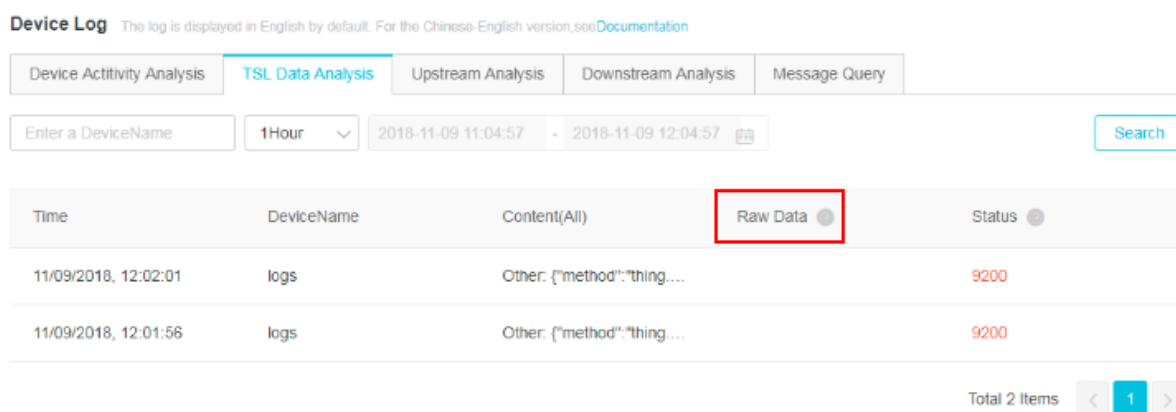 Device Log The log is displayed in English by default. For the Chinese-English version,see Documentation
Device Actitivity Analysis TSL Data Analysis Upstream Analysis Downstream Analysis Message Query
Enter a DeviceName 1Hour 2018-11-09 11:04:57 - 2018-11-09 12:04:57 Search
Time DeviceName Content(All) Raw Data Status
11/09/2018, 12:02:01 logs Other: {"method":"thing.... 9200
11/09/2018, 12:01:56 logs Other: {"method":"thing.... 9200
Total 2 Items < 1 >